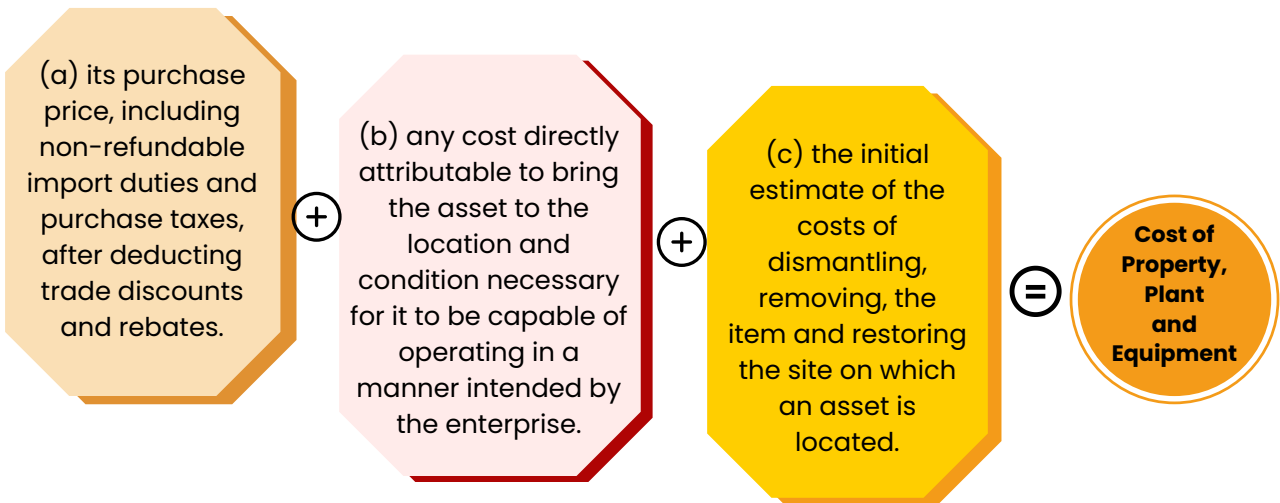 (a) its purchase
price, including
non-refundable
import duties and
purchase taxes,
after deducting
trade discounts
and rebates.
+
(b) any cost directly
attributable to bring
the asset to the
location and
condition necessary
for it to be capable of
operating in a
manner intended by
the enterprise.
+
(c) the initial
estimate of the
costs of
dismantling,
removing, the
item and restoring
the site on which
an asset is
located.
=
Cost of
Property,
Plant
and
Equipment